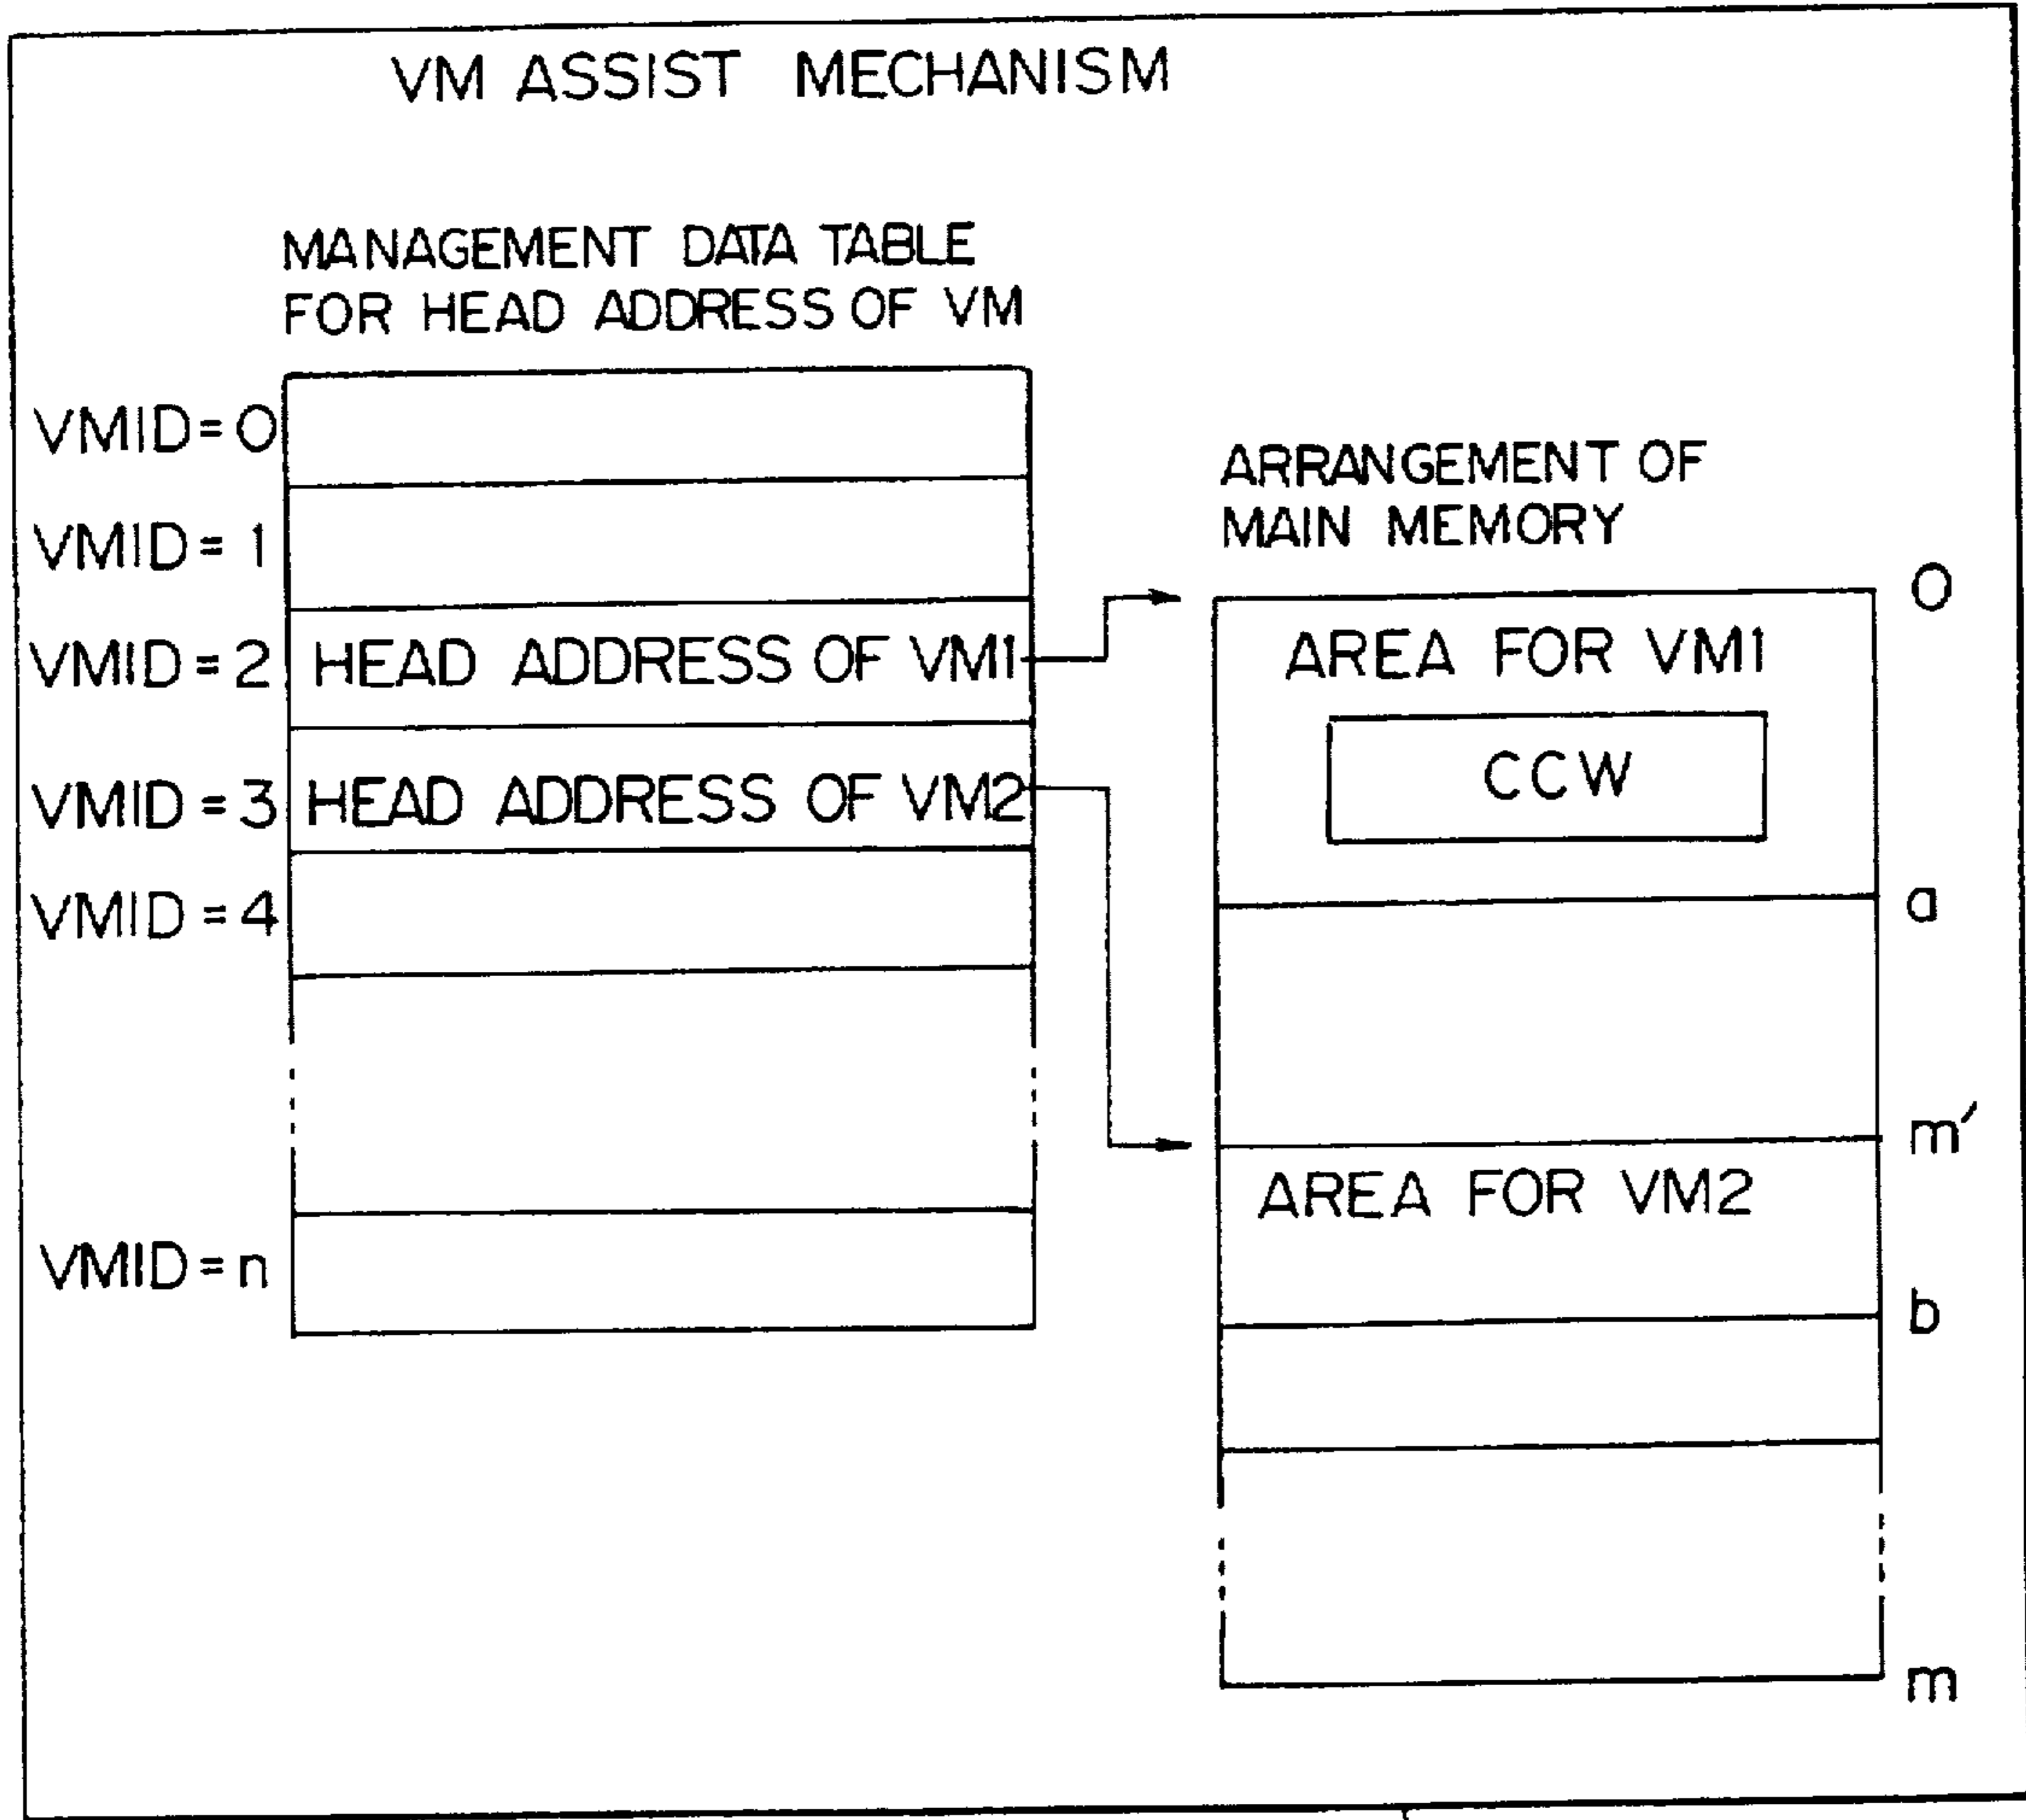 VM ASSIST MECHANISM
MANAGEMENT DATA TABLE
FOR HEAD ADDRESS OF VM
VMID=0
VMID=1
VMID=2 HEAD ADDRESS OF VM1
VMID=3 HEAD ADDRESS OF VM2
VMID=4
VMID=n
ARRANGEMENT OF
MAIN MEMORY
0
AREA FOR VM1
CCW
a
m′
AREA FOR VM2
b
m